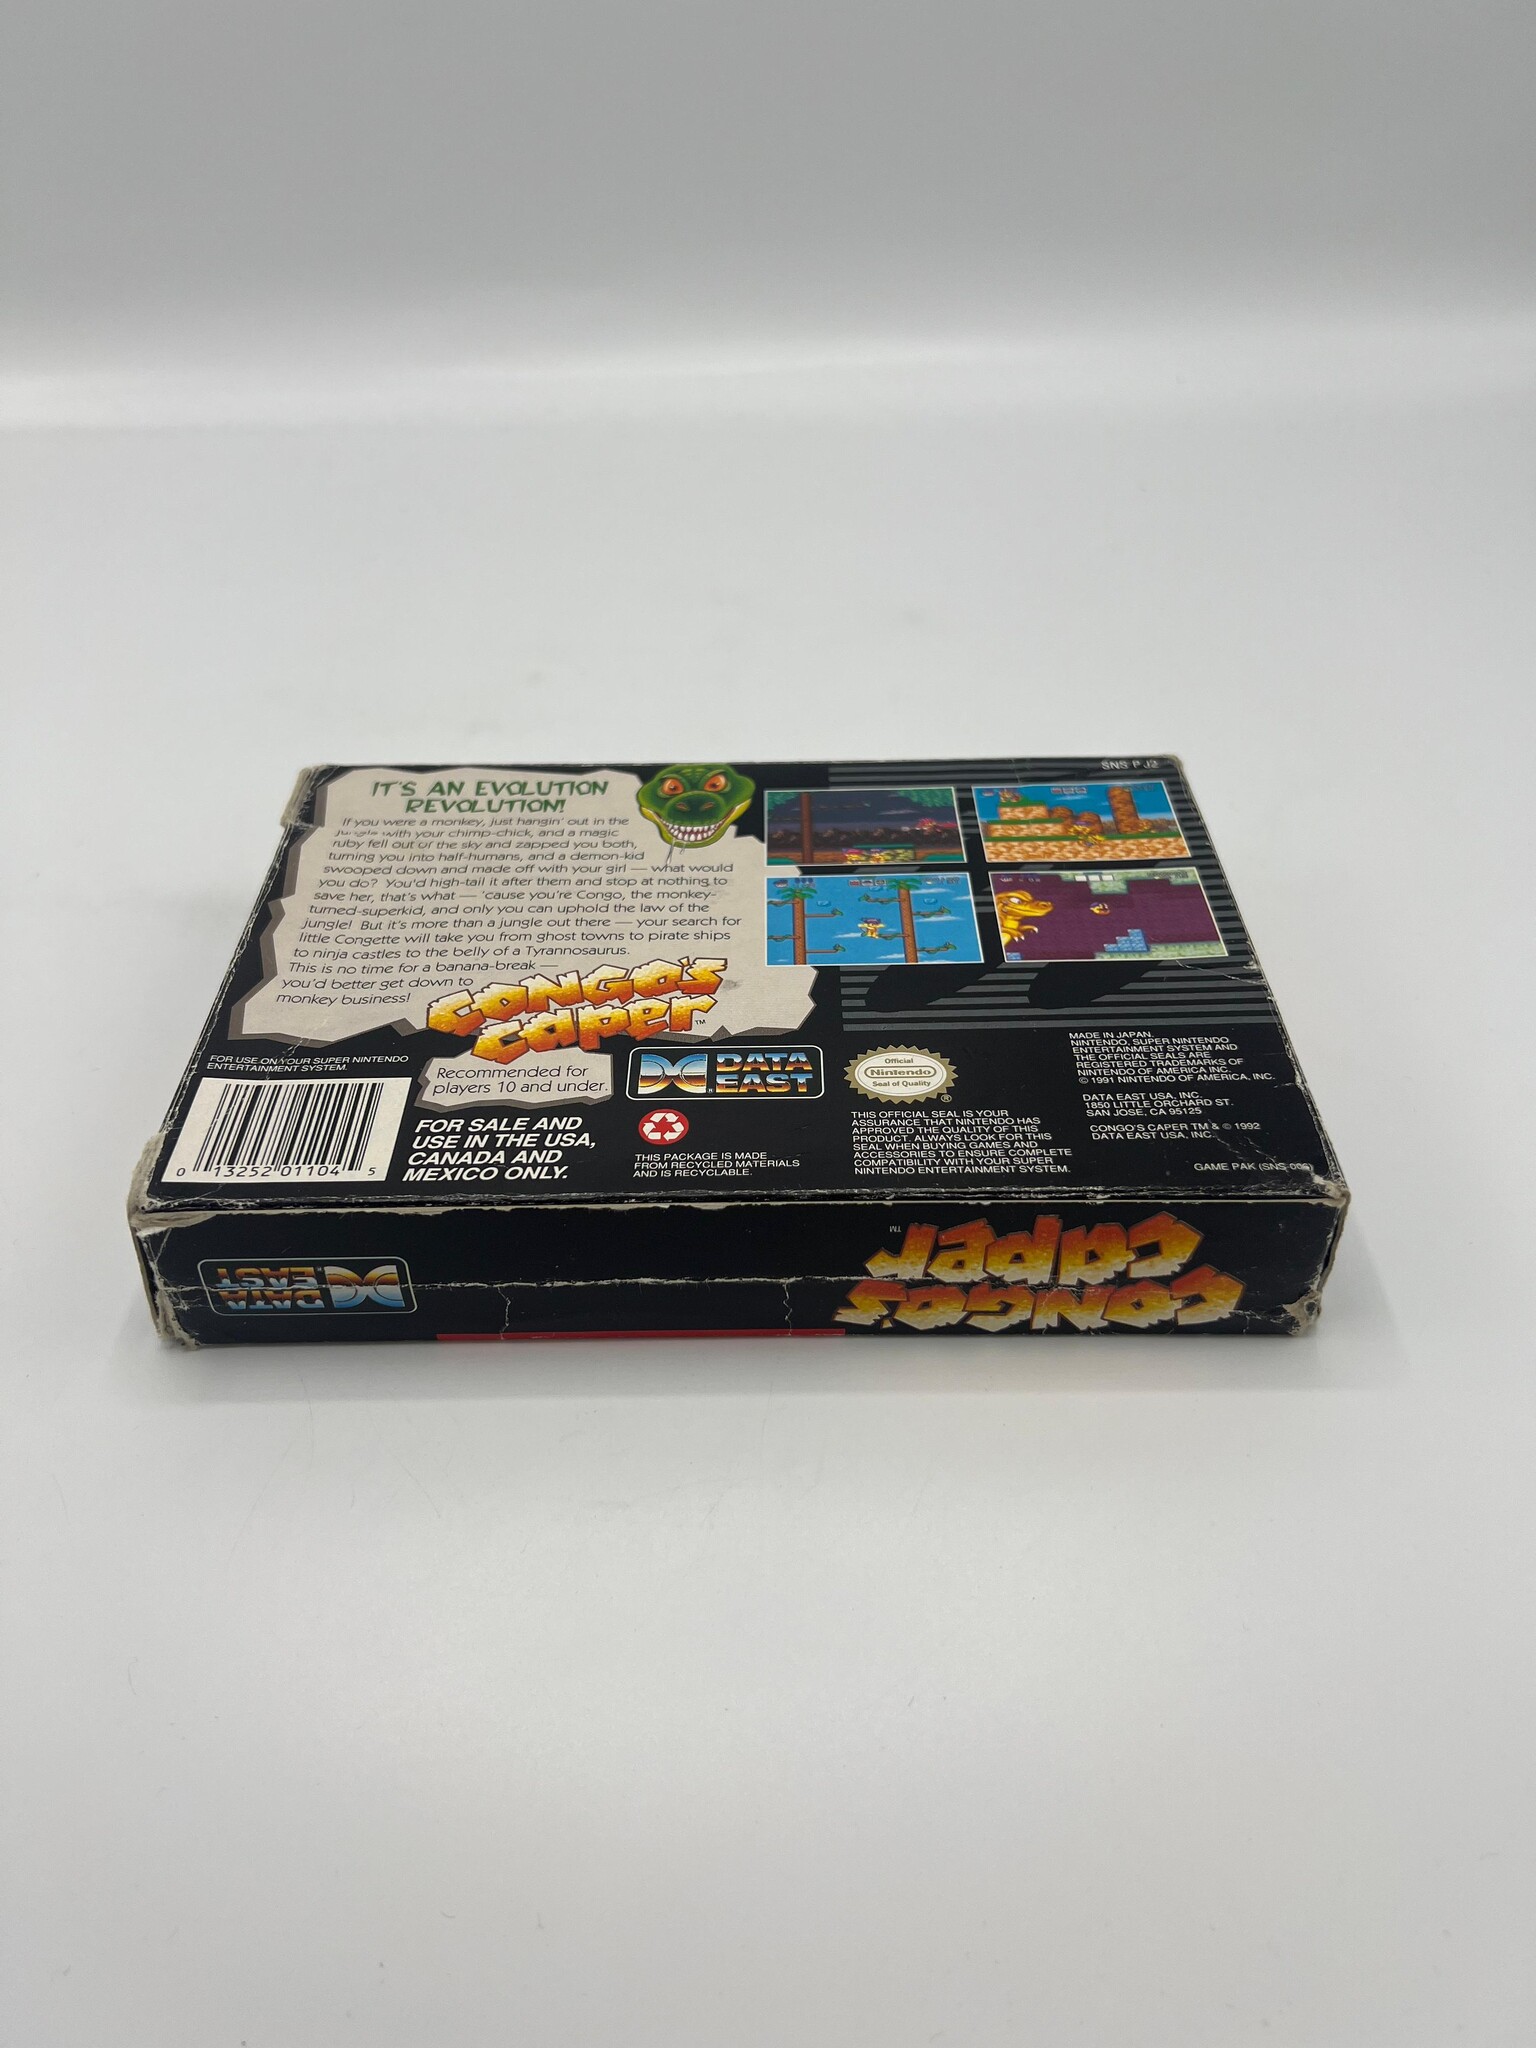 IT'S AN EVOLUTION
REVOLUTION!
If you were a monkey, just hangin' out in the
jungle with your chimp-chick, and a magic
ruby fell out of the sky and zapped you both,
turning you into half-humans, and a demon-kid
swooped down and made off with your girl — what would
you do? You'd high-tail it after them and stop at nothing to
save her, that's what — 'cause you're Congo, the monkey-
turned-superkid, and only you can uphold the law of the
jungle! But it's more than a jungle out there — your search for
little Congette will take you from ghost towns to pirate ships
to ninja castles to the belly of a Tyrannosaurus.
This is no time for a banana-break —
you'd better get down to
monkey business!
CONGO'S
CAPER™
Recommended for
players 10 and under.
FOR USE ON YOUR SUPER NINTENDO
ENTERTAINMENT SYSTEM.
0 13252 01104 5
FOR SALE AND
USE IN THE USA,
CANADA AND
MEXICO ONLY.
DATA
EAST
THIS PACKAGE IS MADE
FROM RECYCLED MATERIALS
AND IS RECYCLABLE.
SNS P J2
Official
Nintendo
Seal of Quality
®
THIS OFFICIAL SEAL IS YOUR
ASSURANCE THAT NINTENDO HAS
APPROVED THE QUALITY OF THIS
PRODUCT. ALWAYS LOOK FOR THIS
SEAL WHEN BUYING GAMES AND
ACCESSORIES TO ENSURE COMPLETE
COMPATIBILITY WITH YOUR SUPER
NINTENDO ENTERTAINMENT SYSTEM.
MADE IN JAPAN.
NINTENDO, SUPER NINTENDO
ENTERTAINMENT SYSTEM AND
THE OFFICIAL SEALS ARE
REGISTERED TRADEMARKS OF
NINTENDO OF AMERICA INC.
© 1991 NINTENDO OF AMERICA, INC.
DATA EAST USA, INC.
1850 LITTLE ORCHARD ST.
SAN JOSE, CA 95125
CONGO'S CAPER TM & © 1992
DATA EAST USA, INC.
GAME PAK (SNS-006)
CONGO'S
CAPER™
DATA
EAST